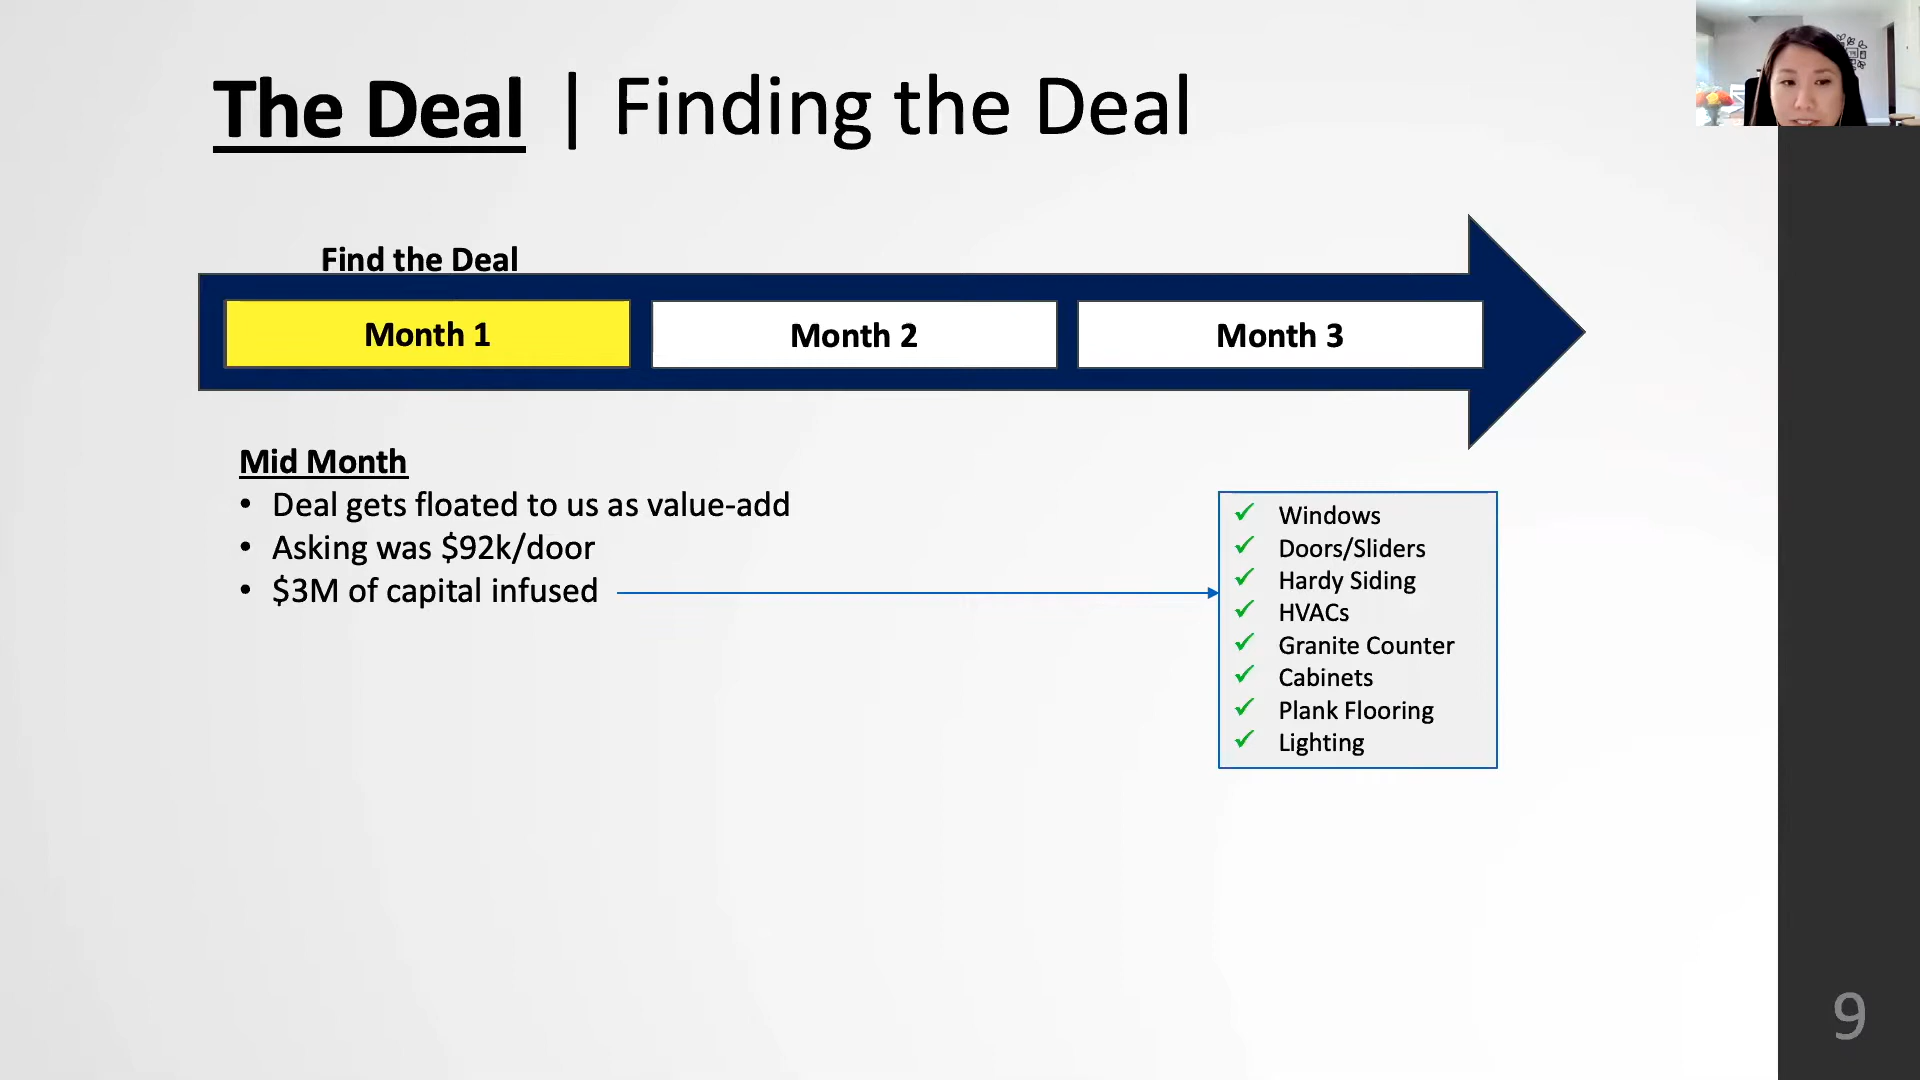 The Deal | Finding the Deal
Find the Deal
Month 1
Month 2
Month 3
Mid Month
• Deal gets floated to us as value-add
• Asking was $92k/door
• $3M of capital infused
✓ Windows
✓ Doors/Sliders
✓ Hardy Siding
✓ HVACs
✓ Granite Counter
✓ Cabinets
✓ Plank Flooring
✓ Lighting
9